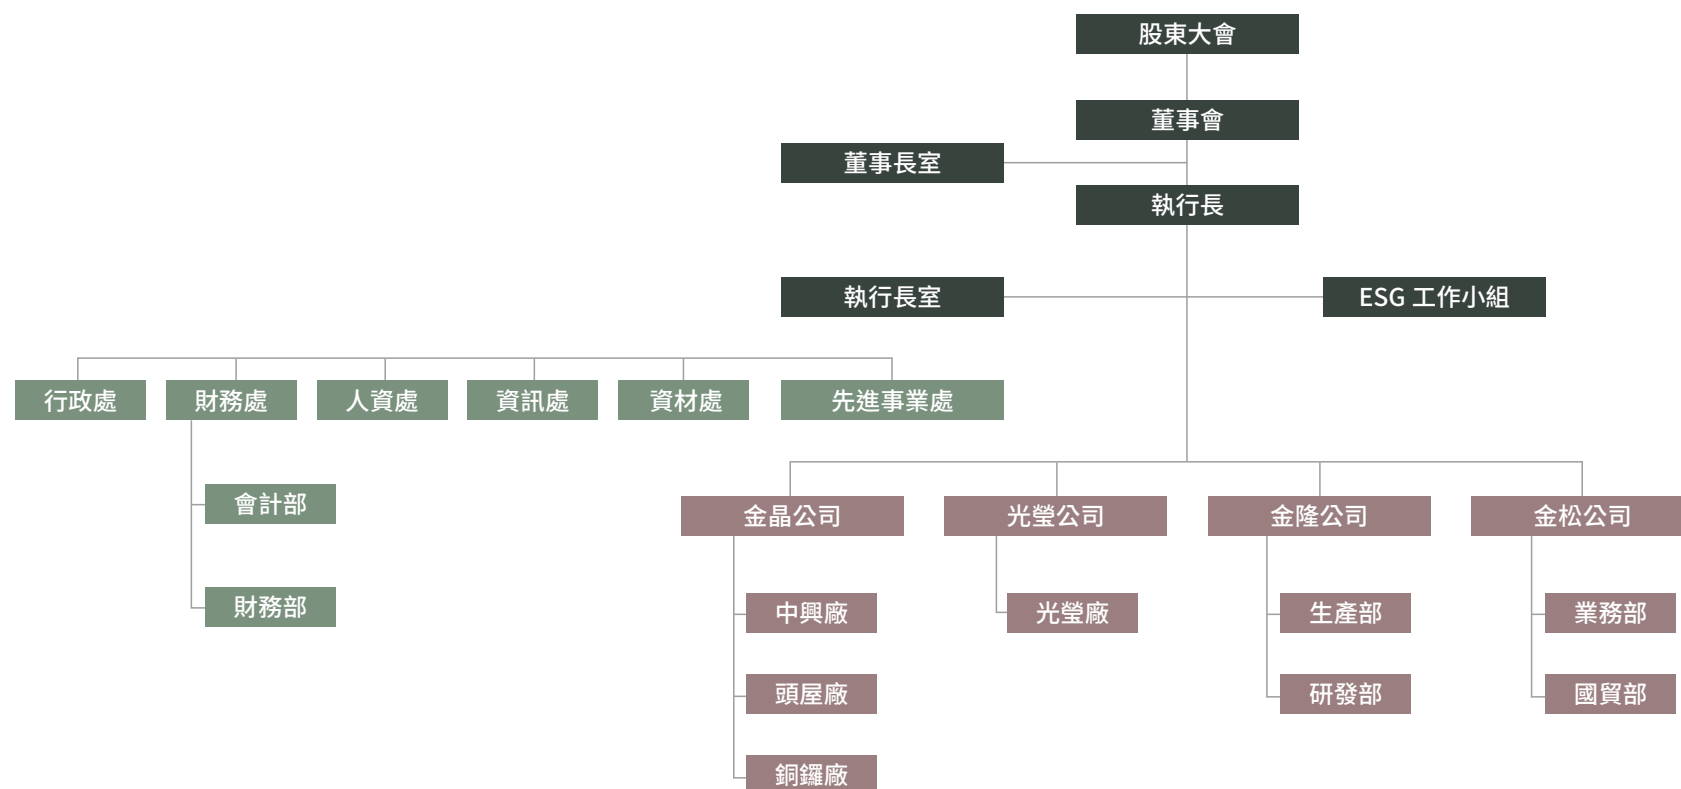 股東大會
董事會
董事長室
執行長
執行長室
ESG 工作小組
行政處
財務處
人資處
資訊處
資材處
先進事業處
會計部
財務部
金晶公司
光瑩公司
金隆公司
金松公司
中興廠
光瑩廠
生產部
業務部
頭屋廠
研發部
國貿部
銅鑼廠